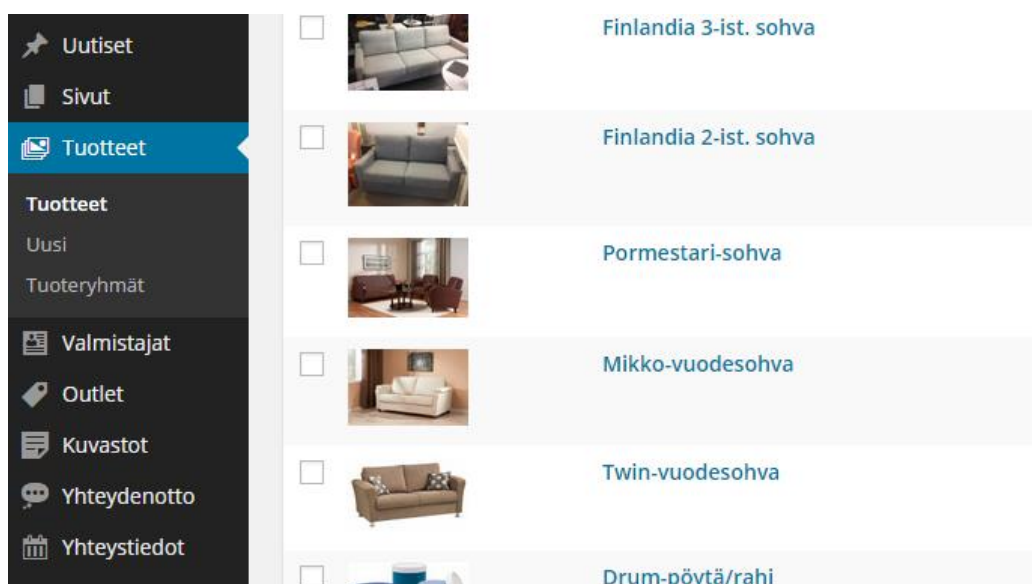 Uutiset
Sivut
Tuotteet
Tuotteet
Uusi
Tuoteryhmät
Valmistajat
Outlet
Kuvastot
Yhteydenotto
Yhteystiedot
Finlandia 3-ist. sohva
Finlandia 2-ist. sohva
Pormestari-sohva
Mikko-vuodesohva
Twin-vuodesohva
Drum-pöytä/rahi